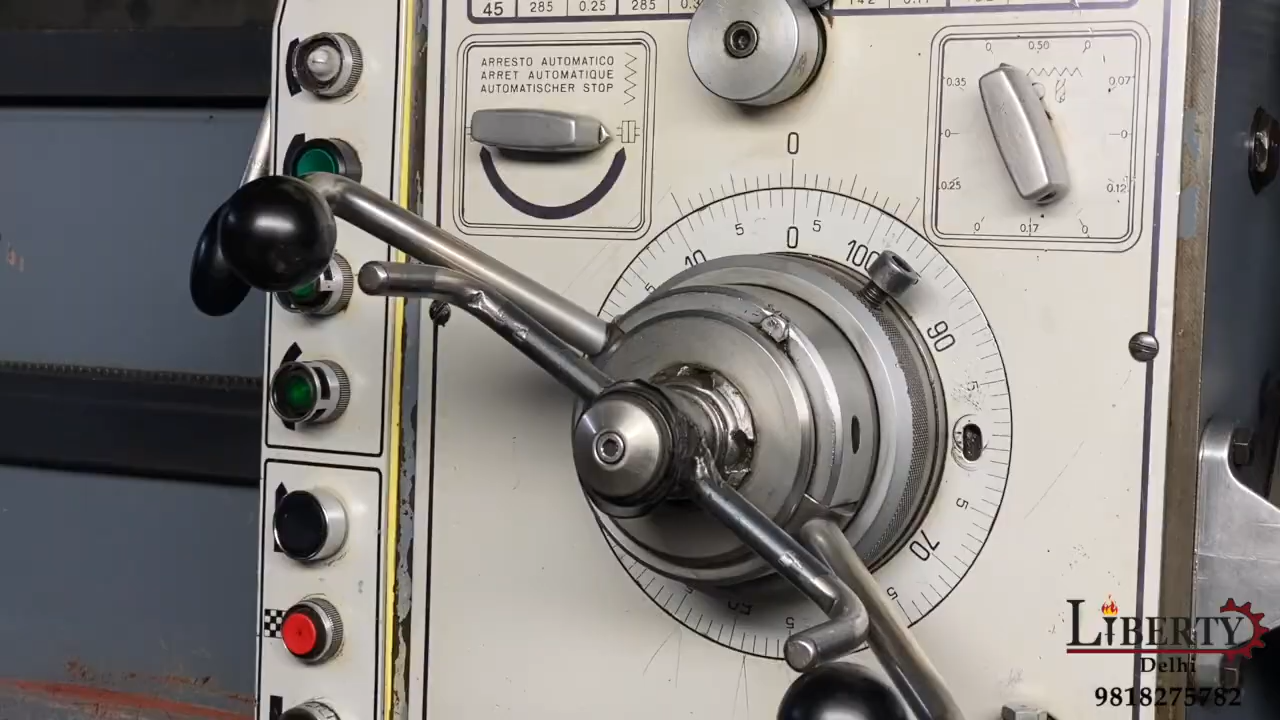 45 285 0.25 285
ARRESTO AUTOMATICO
ARRET AUTOMATIQUE
AUTOMATISCHER STOP
0 0.50 0
0.35 0.07
0 0
0.25 0.12
0 0.17 0
0
5 0 5
10 100
90
5
5
70
5
50
5
LIBERTY
Delhi
9818275782